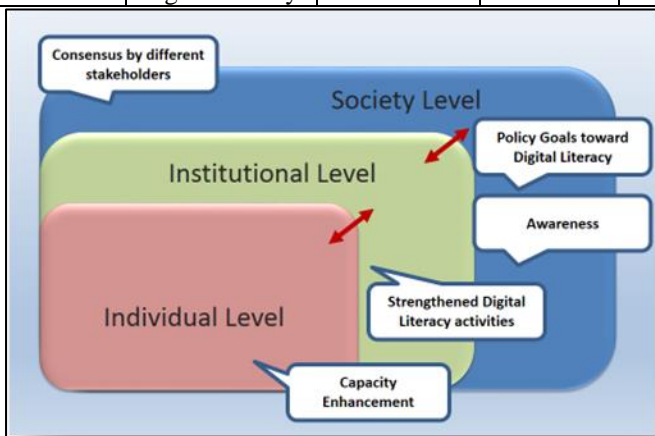 Consensus by different
stakeholders
Society Level
Policy Goals toward
Digital Literacy
Institutional Level
Awareness
Strengthened Digital
Literacy activities
Individual Level
Capacity
Enhancement